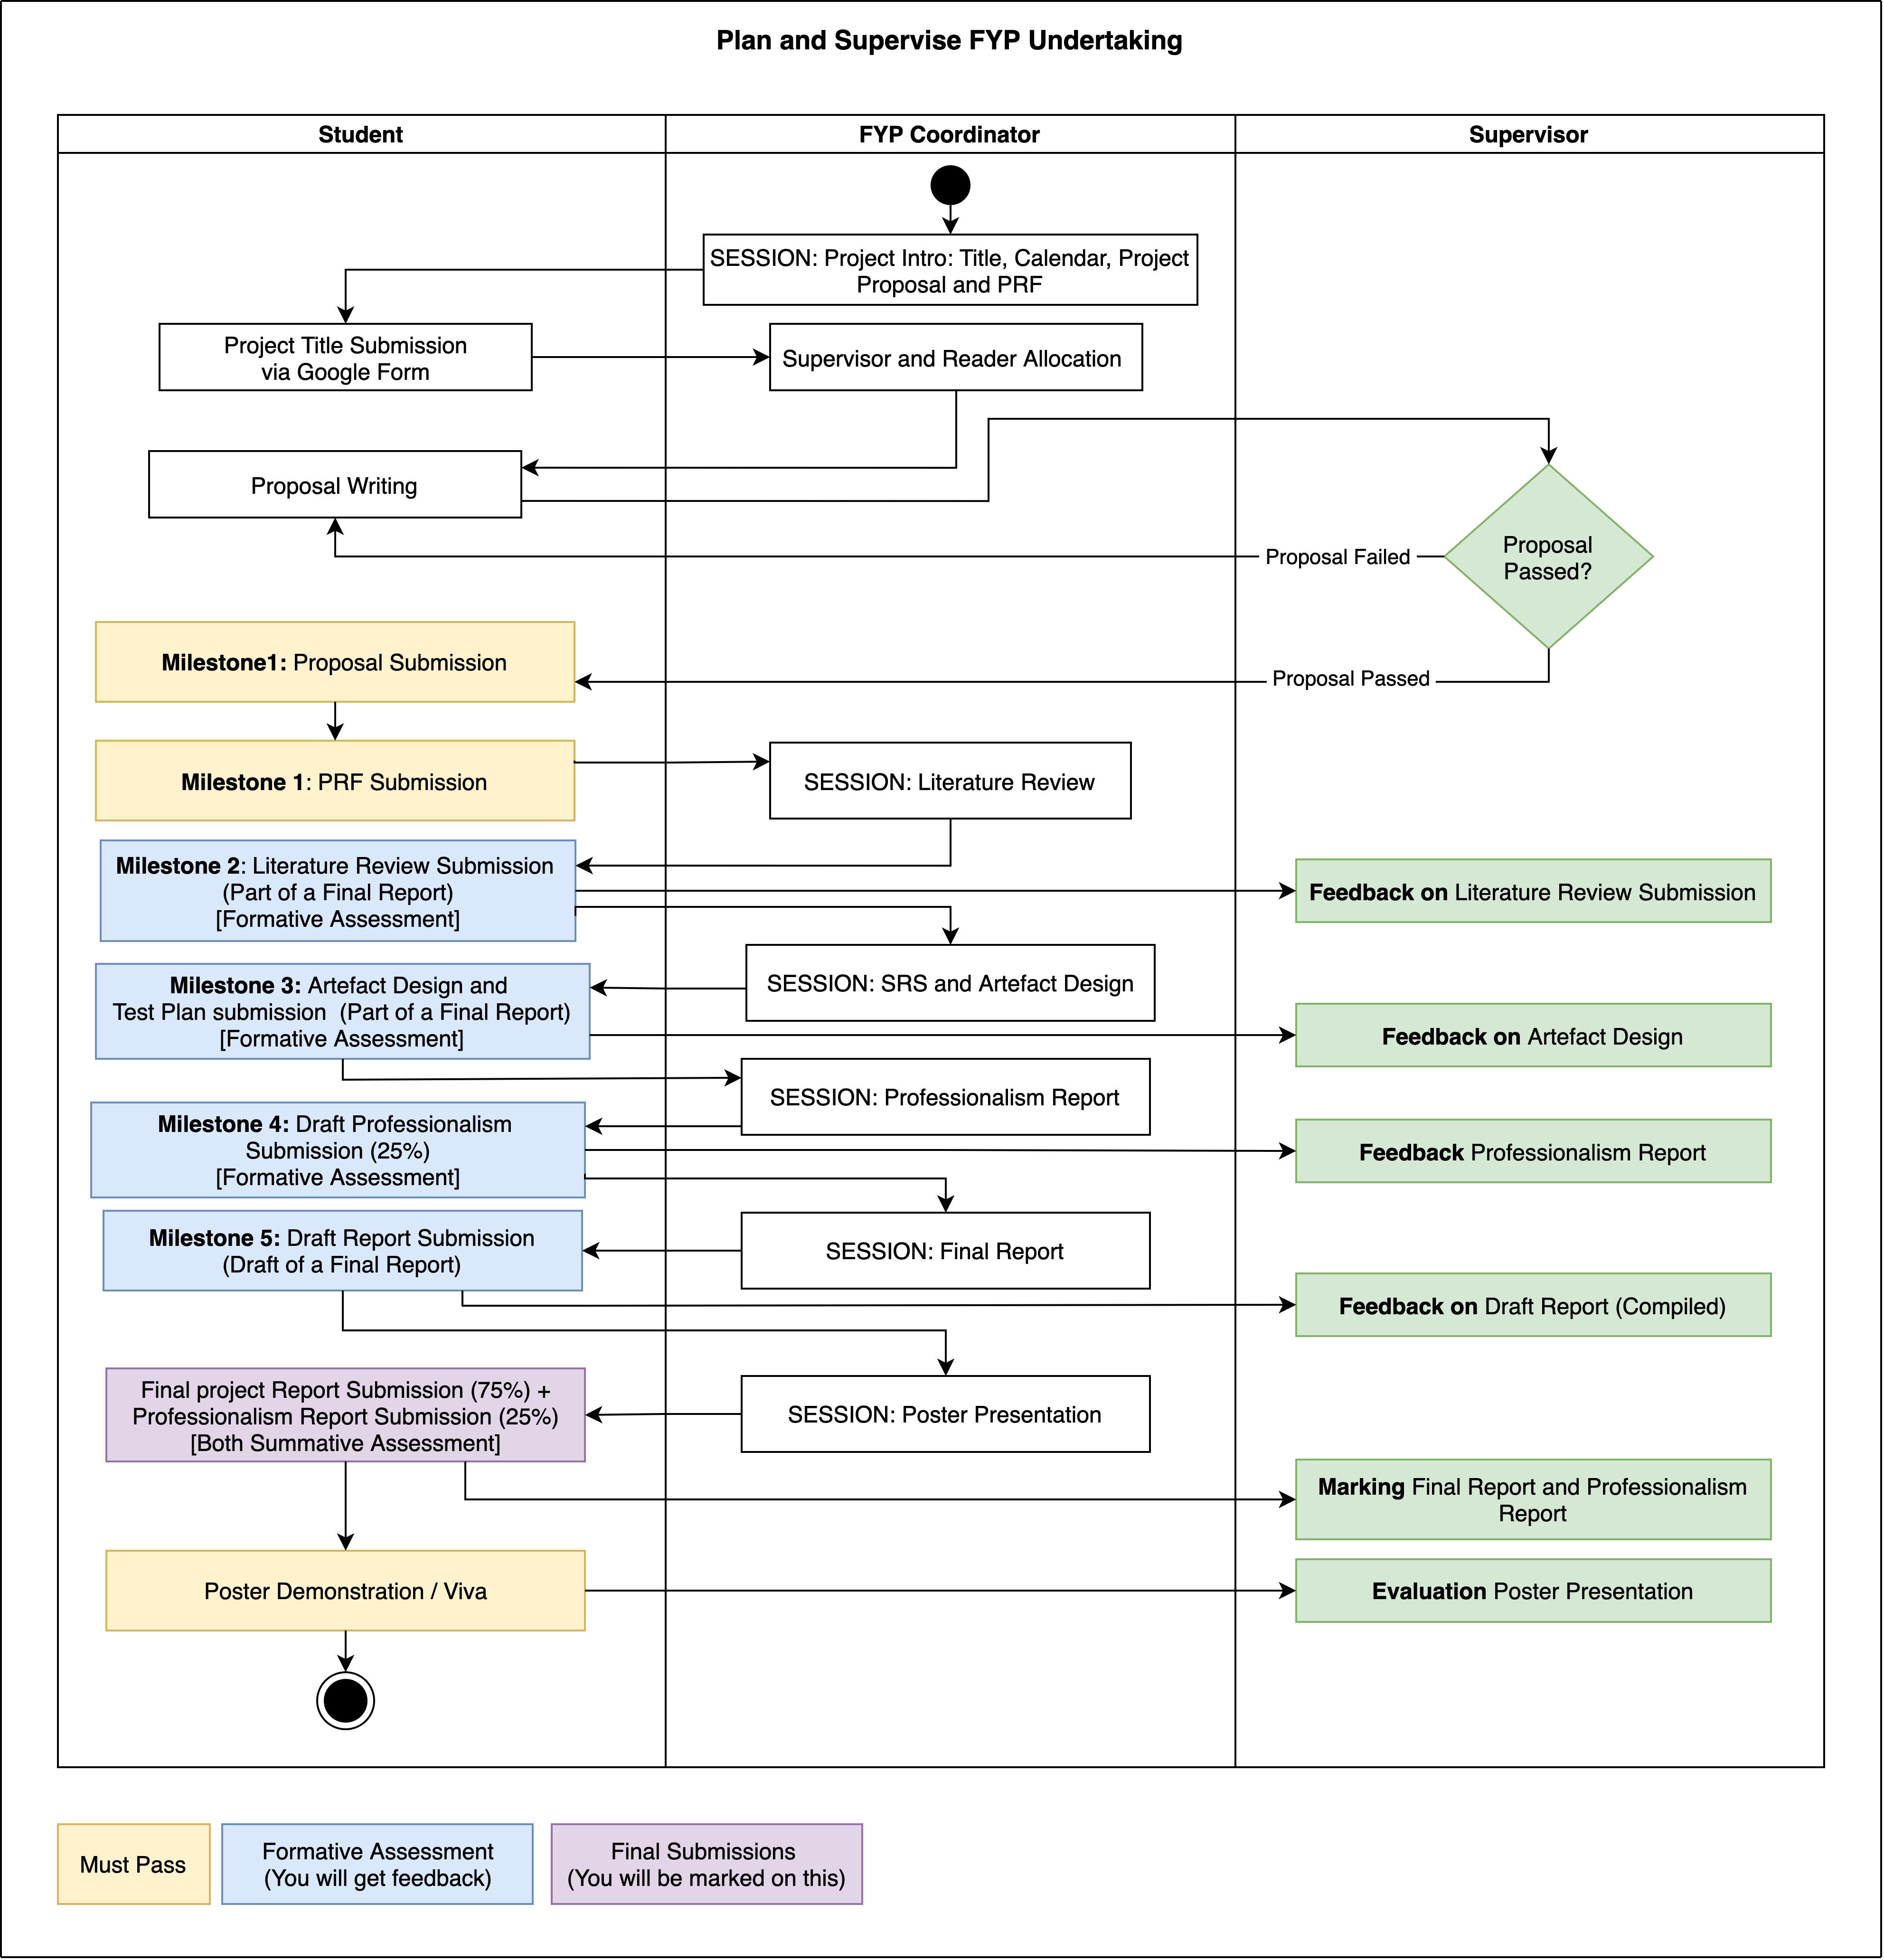 Plan and Supervise FYP Undertaking
Student
FYP Coordinator
Supervisor
SESSION: Project Intro: Title, Calendar, Project
Proposal and PRF
Project Title Submission
via Google Form
Supervisor and Reader Allocation
Proposal Writing
Proposal
Passed?
Proposal Failed
Milestone1: Proposal Submission
Proposal Passed
Milestone 1: PRF Submission
SESSION: Literature Review
Milestone 2: Literature Review Submission
(Part of a Final Report)
[Formative Assessment]
Feedback on Literature Review Submission
SESSION: SRS and Artefact Design
Milestone 3: Artefact Design and
Test Plan submission  (Part of a Final Report)
[Formative Assessment]
Feedback on Artefact Design
SESSION: Professionalism Report
Milestone 4: Draft Professionalism
Submission (25%)
[Formative Assessment]
Feedback Professionalism Report
Milestone 5: Draft Report Submission
(Draft of a Final Report)
SESSION: Final Report
Feedback on Draft Report (Compiled)
Final project Report Submission (75%) +
Professionalism Report Submission (25%)
[Both Summative Assessment]
SESSION: Poster Presentation
Marking Final Report and Professionalism
Report
Poster Demonstration / Viva
Evaluation Poster Presentation
Must Pass
Formative Assessment
(You will get feedback)
Final Submissions
(You will be marked on this)